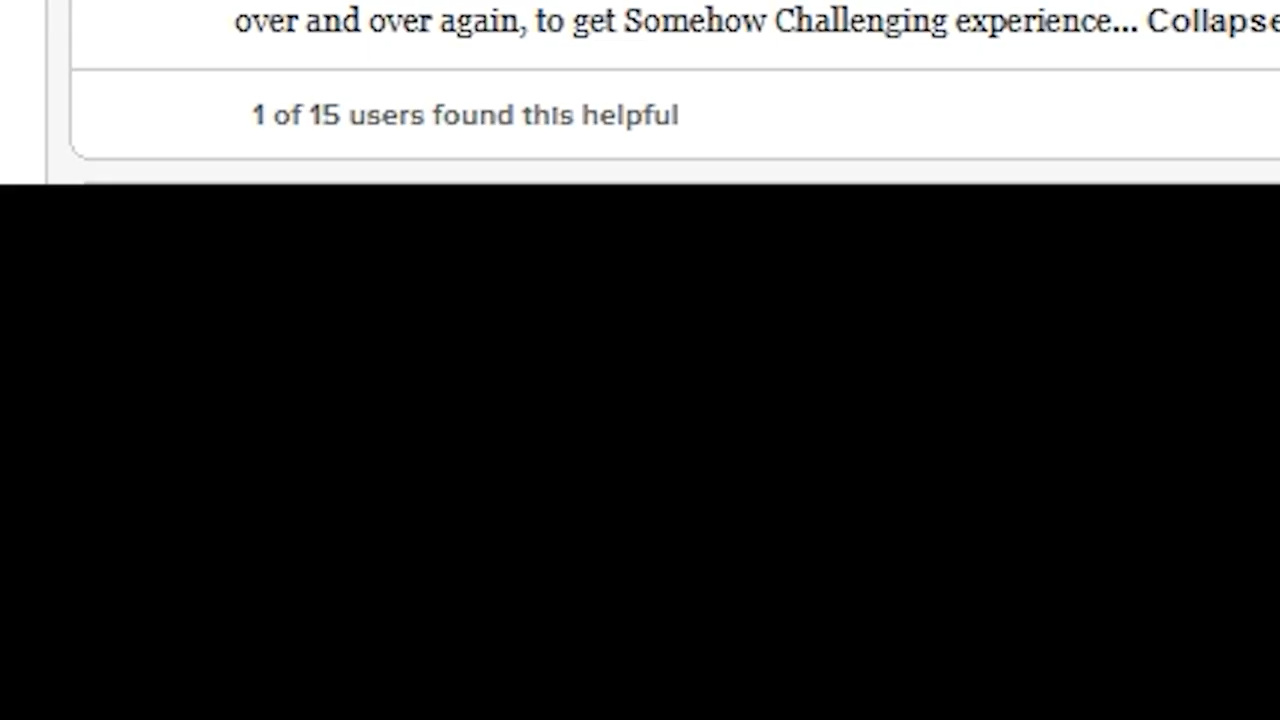 over and over again, to get Somehow Challenging experience... Collapse
1 of 15 users found this helpful